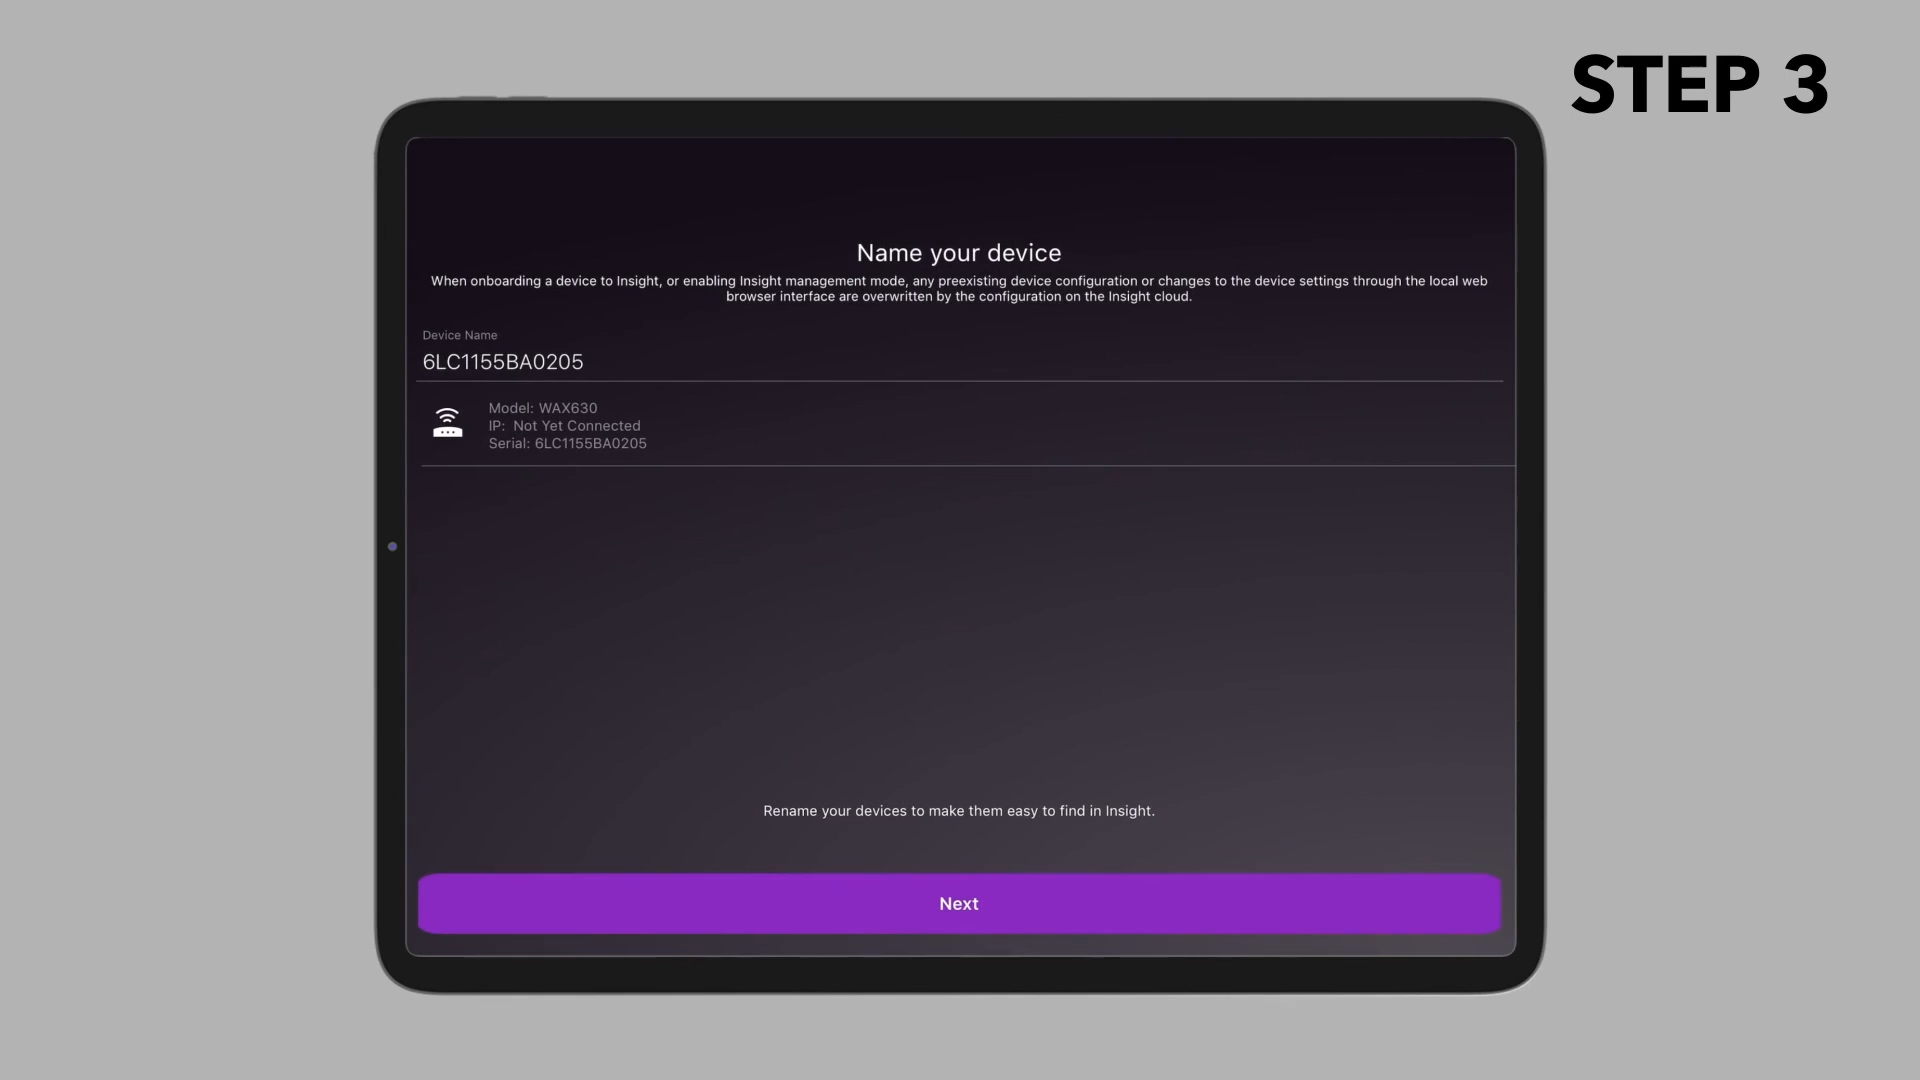 STEP 3
Name your device
When onboarding a device to Insight, or enabling Insight management mode, any preexisting device configuration or changes to the device settings through the local web
browser interface are overwritten by the configuration on the Insight cloud.
Device Name
6LC1155BA0205
Model: WAX630
IP: Not Yet Connected
Serial: 6LC1155BA0205
Rename your devices to make them easy to find in Insight.
Next